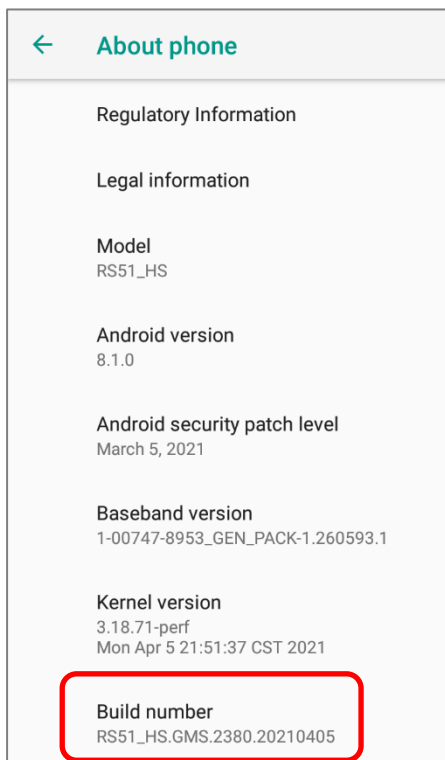 About phone
Regulatory Information
Legal information
Model
RS51_HS
Android version
8.1.0
Android security patch level
March 5, 2021
Baseband version
1-00747-8953_GEN_PACK-1.260593.1
Kernel version
3.18.71-perf
Mon Apr 5 21:51:37 CST 2021
Build number
RS51_HS.GMS.2380.20210405